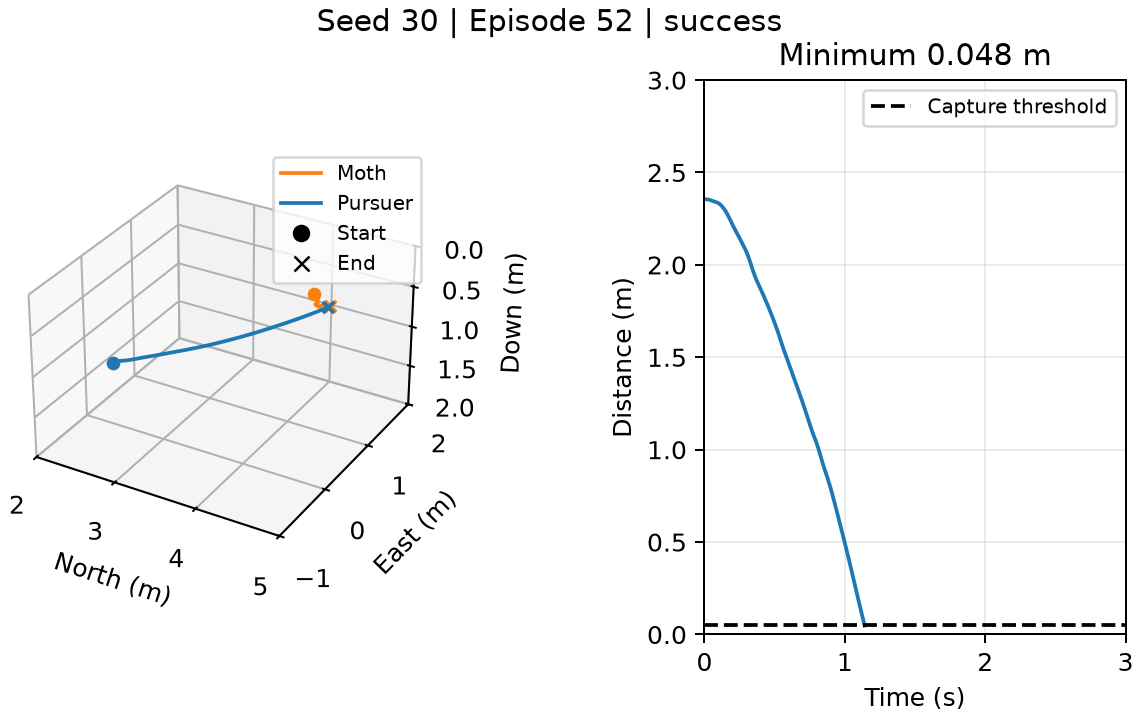 Seed 30 | Episode 52 | success
Moth
Pursuer
Start
End
0.0
0.5
1.0
1.5
2.0
Down (m)
2
1
0
−1
East (m)
2
3
4
5
North (m)
Minimum 0.048 m
Capture threshold
3.0
2.5
2.0
1.5
1.0
0.5
0.0
Distance (m)
0
1
2
3
Time (s)